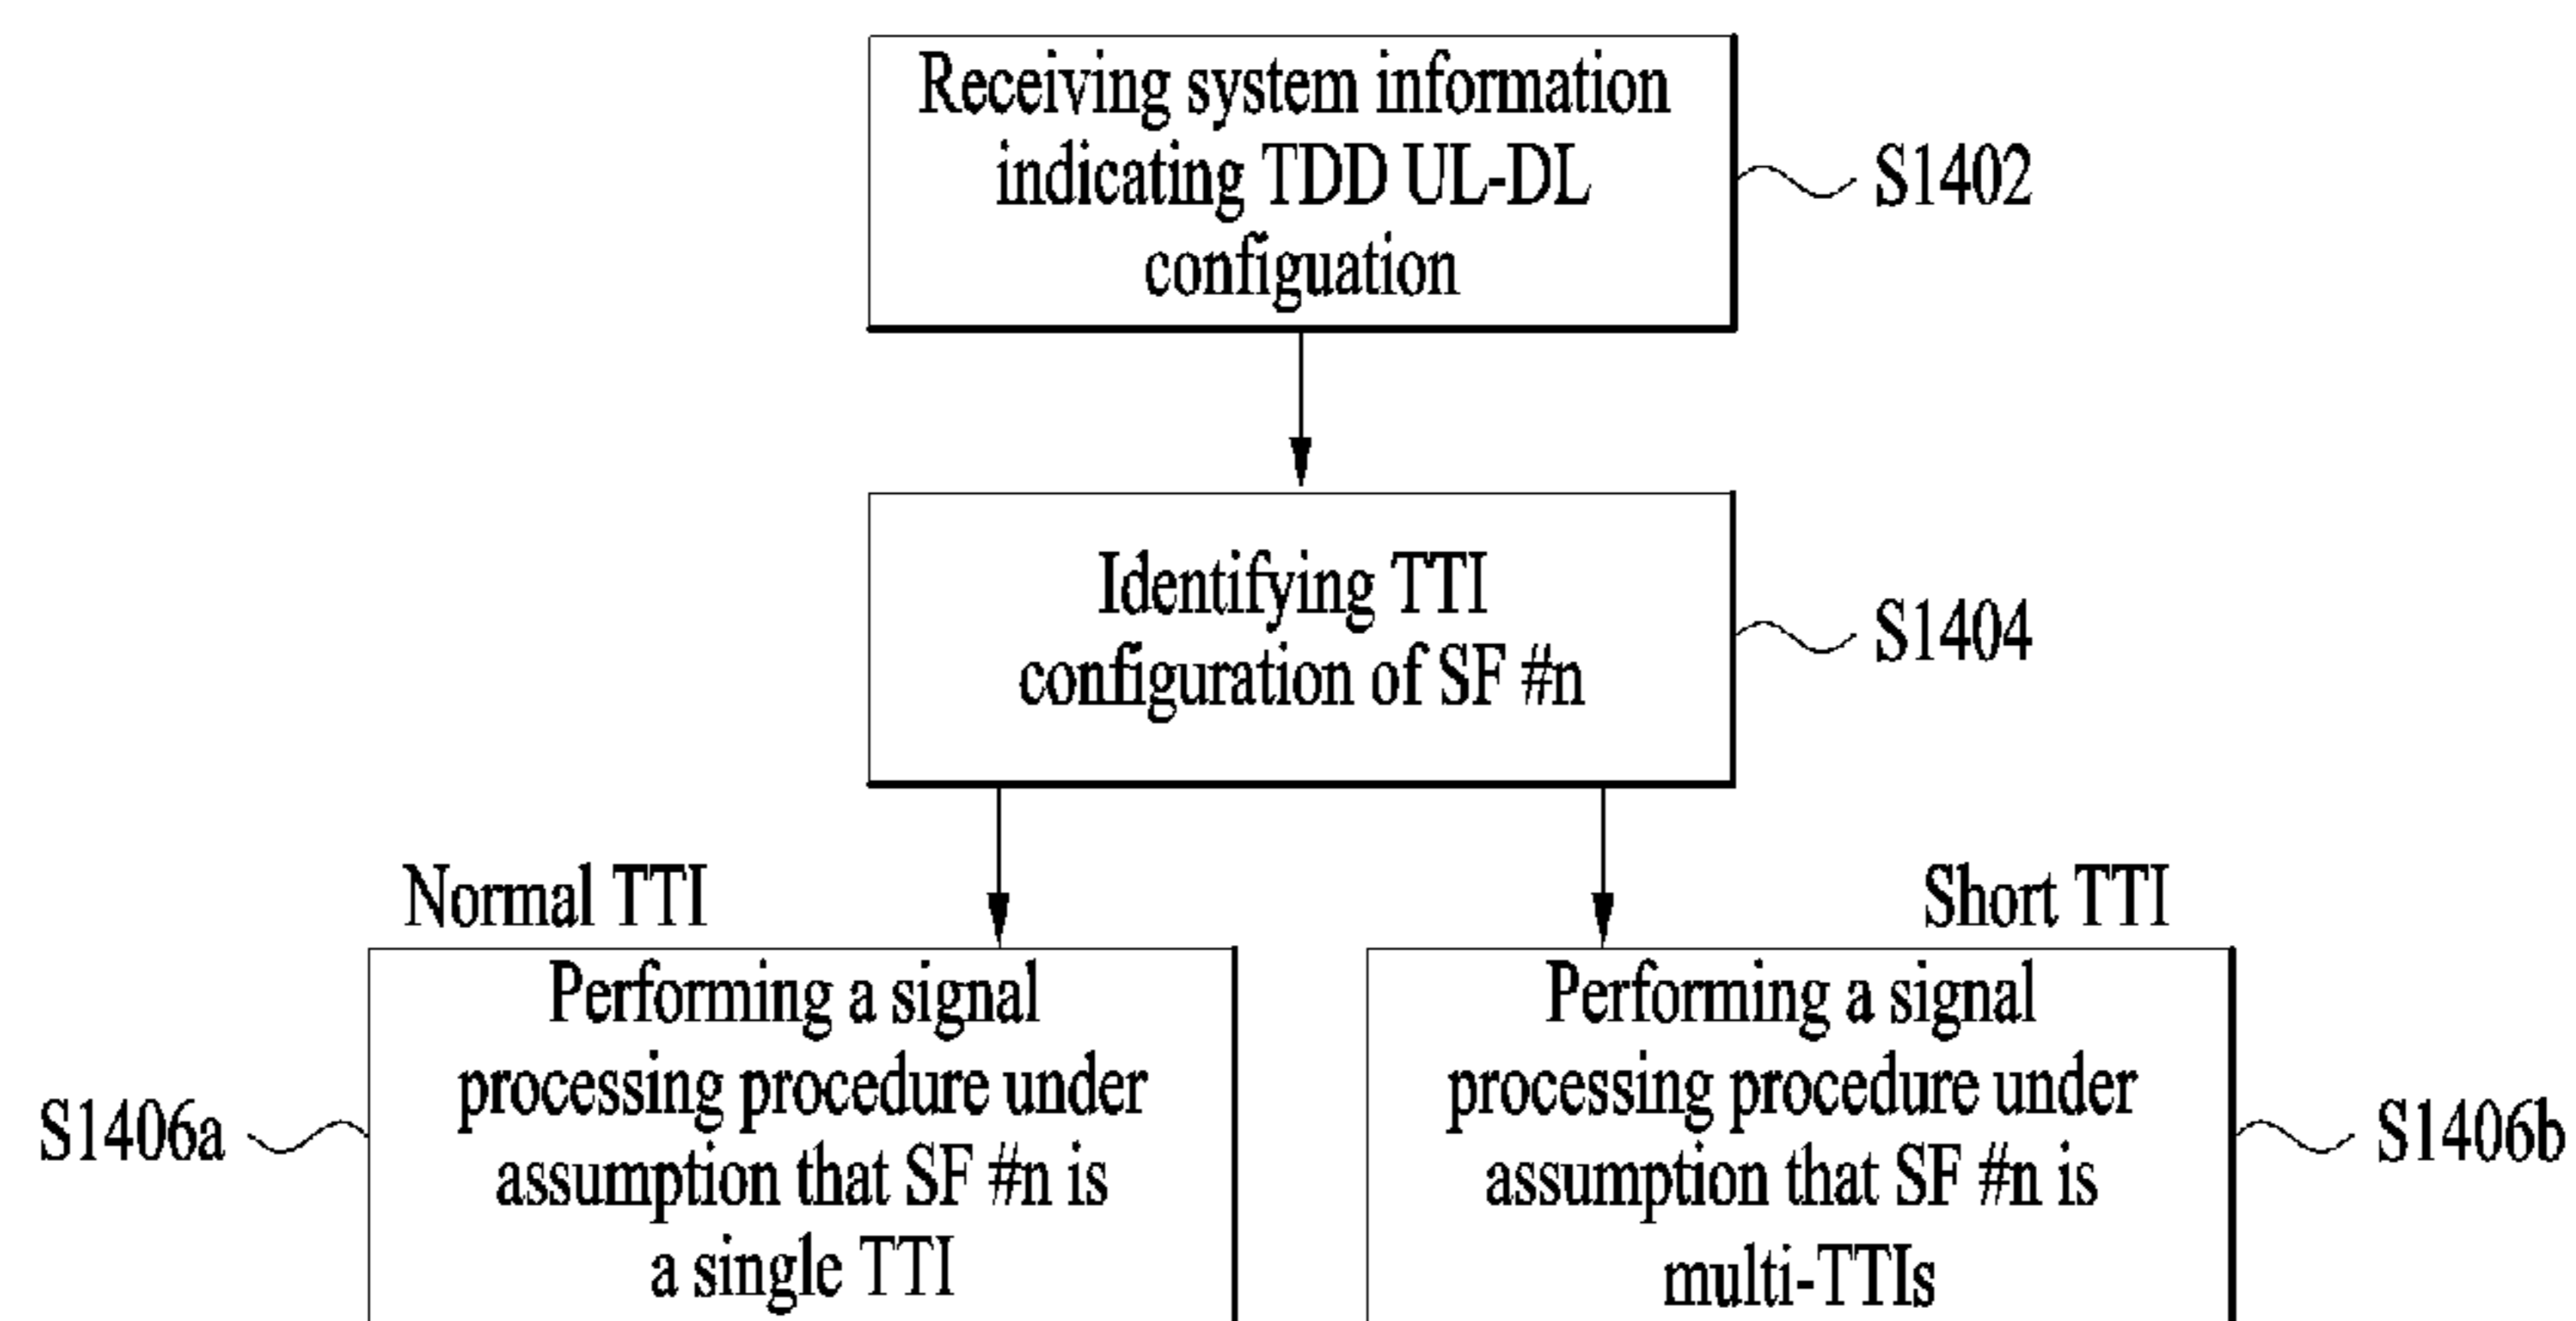 Receiving system information
indicating TDD UL-DL
configuation
S1402
Identifying TTI
configuration of SF #n
S1404
Normal TTI
Short TTI
Performing a signal
processing procedure under
assumption that SF #n is
a single TTI
S1406a
Performing a signal
processing procedure under
assumption that SF #n is
multi-TTIs
S1406b